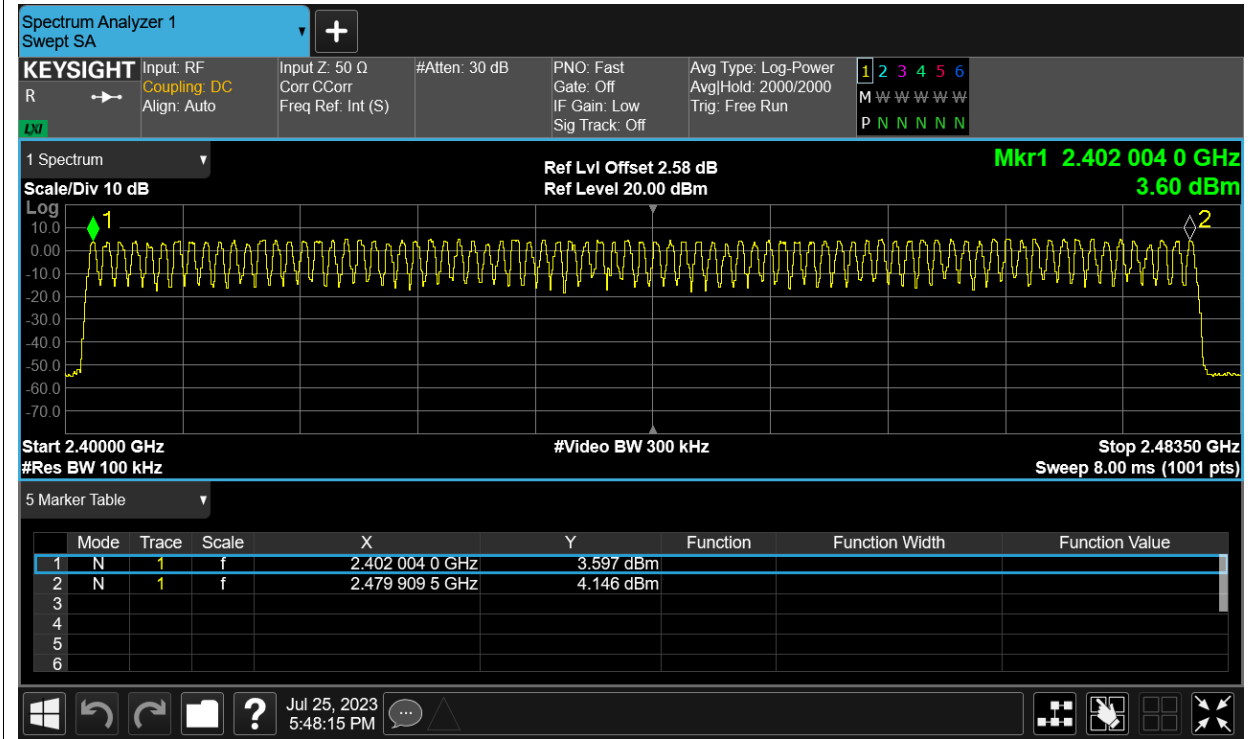 Spectrum Analyzer 1
Swept SA
KEYSIGHT
R
LXI
Input: RF
Coupling: DC
Align: Auto
Input Z: 50 Ω
Corr CCorr
Freq Ref: Int (S)
#Atten: 30 dB
PNO: Fast
Gate: Off
IF Gain: Low
Sig Track: Off
Avg Type: Log-Power
Avg|Hold: 2000/2000
Trig: Free Run
1 2 3 4 5 6
M W W W W W
P N N N N N
1 Spectrum
Scale/Div 10 dB
Ref Lvl Offset 2.58 dB
Ref Level 20.00 dBm
Mkr1 2.402 004 0 GHz
3.60 dBm
Log
10.0
0.00
-10.0
-20.0
-30.0
-40.0
-50.0
-60.0
-70.0
1
2
Start 2.40000 GHz
#Video BW 300 kHz
Stop 2.48350 GHz
#Res BW 100 kHz
Sweep 8.00 ms (1001 pts)
5 Marker Table
Mode Trace Scale X Y Function Function Width Function Value
1 N 1 f 2.402 004 0 GHz 3.597 dBm
2 N 1 f 2.479 909 5 GHz 4.146 dBm
3
4
5
6
?
Jul 25, 2023
5:48:15 PM